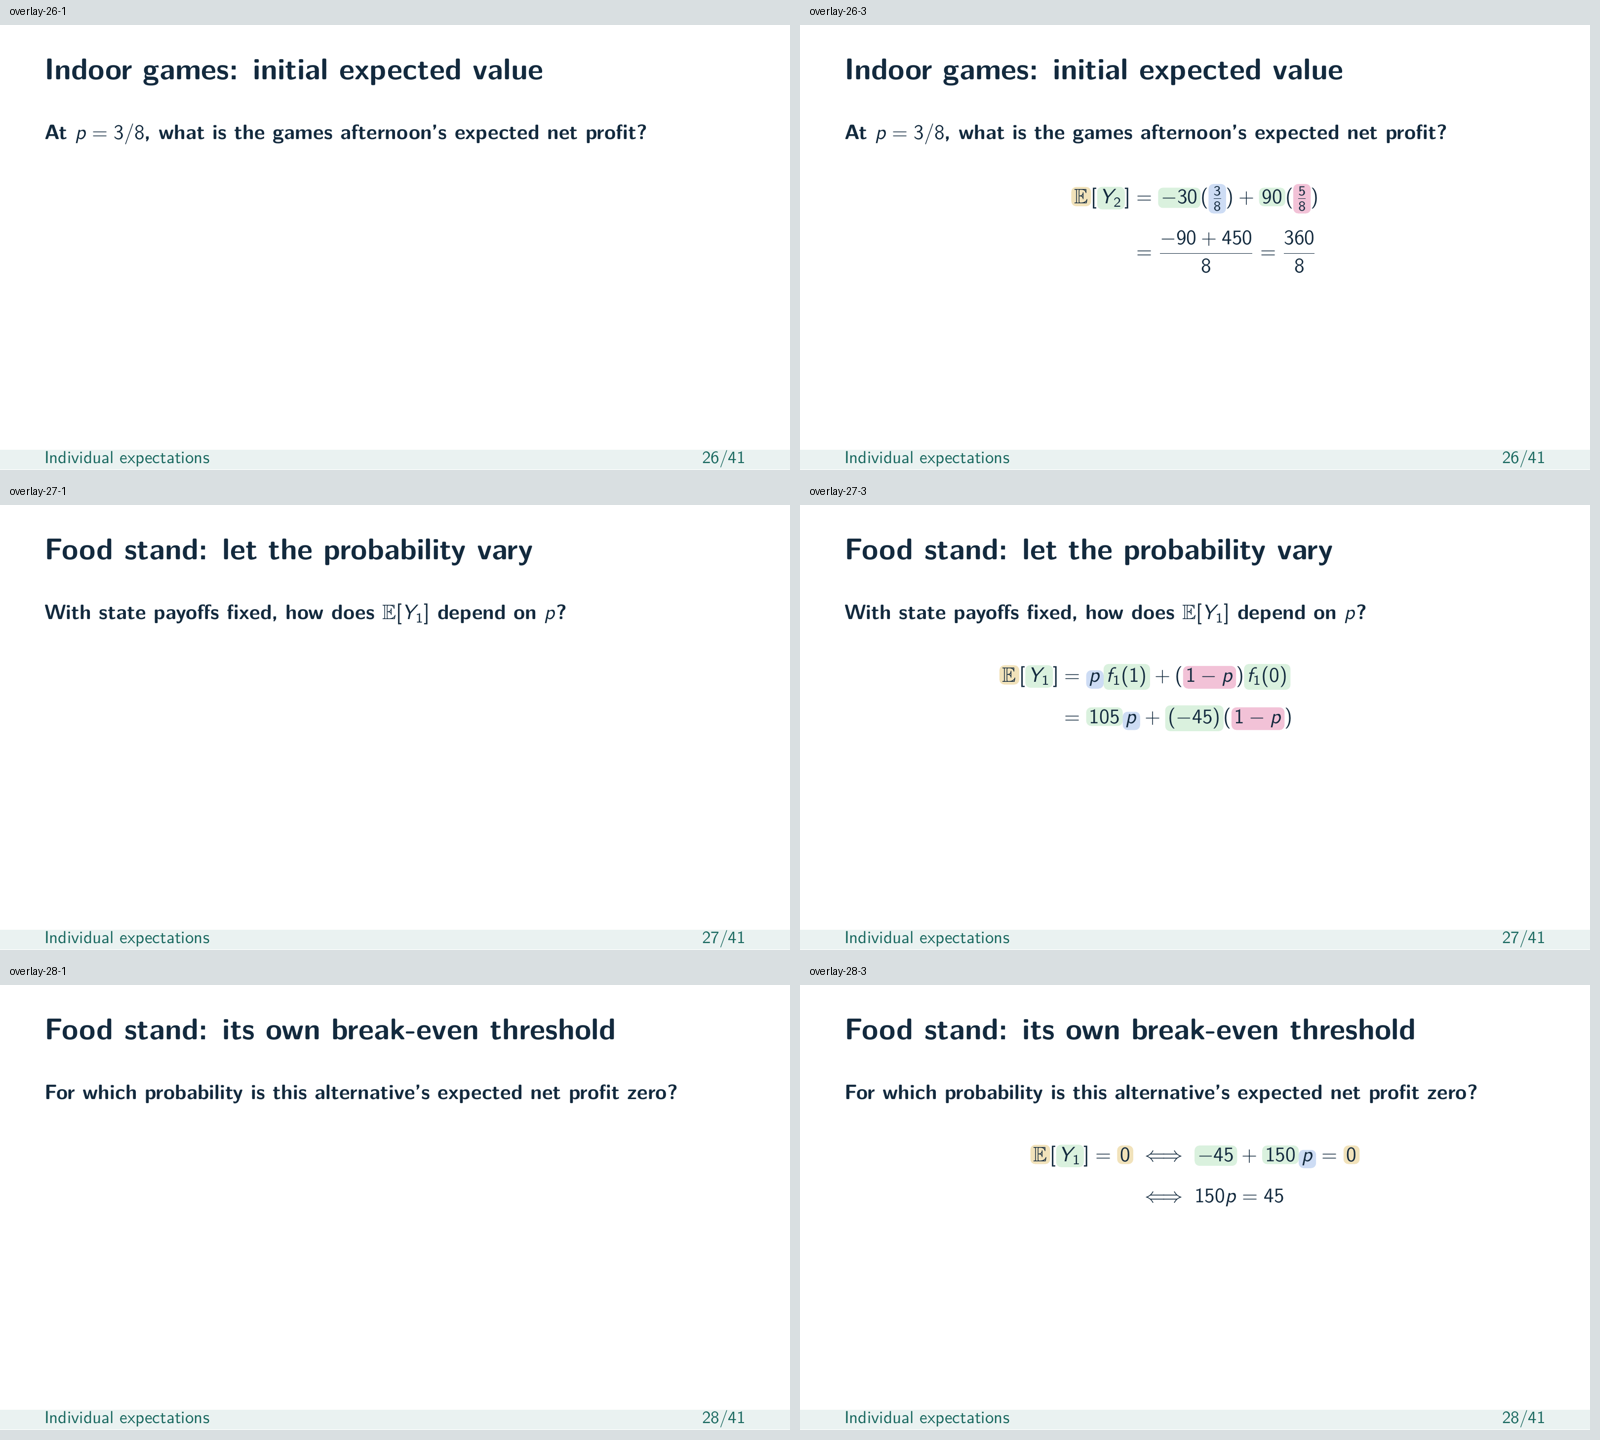 overlay-26-1
Indoor games: initial expected value
At p = 3/8, what is the games afternoon's expected net profit?
Individual expectations
26/41
overlay-26-3
Indoor games: initial expected value
At p = 3/8, what is the games afternoon's expected net profit?
𝔼[Y₂] = −30(3/8) + 90(5/8)
= (−90 + 450)/8 = 360/8
Individual expectations
26/41
overlay-27-1
Food stand: let the probability vary
With state payoffs fixed, how does 𝔼[Y₁] depend on p?
Individual expectations
27/41
overlay-27-3
Food stand: let the probability vary
With state payoffs fixed, how does 𝔼[Y₁] depend on p?
𝔼[Y₁] = p f₁(1) + (1 − p) f₁(0)
= 105 p + (−45)(1 − p)
Individual expectations
27/41
overlay-28-1
Food stand: its own break-even threshold
For which probability is this alternative's expected net profit zero?
Individual expectations
28/41
overlay-28-3
Food stand: its own break-even threshold
For which probability is this alternative's expected net profit zero?
𝔼[Y₁] = 0 ⟺ −45 + 150 p = 0
⟺ 150p = 45
Individual expectations
28/41